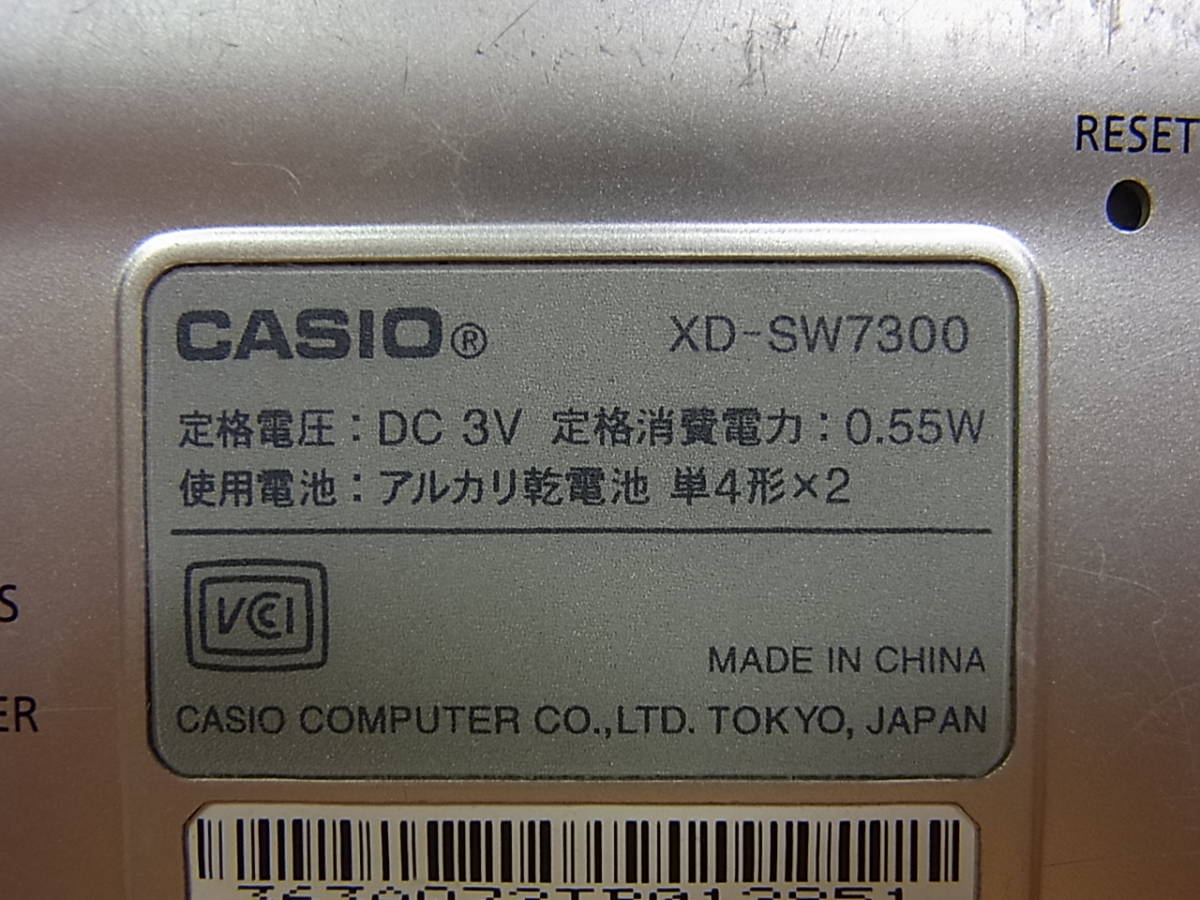 RESET
CASIO® XD-SW7300
定格電圧：DC 3V 定格消費電力：0.55W
使用電池：アルカリ乾電池 単4形×2
VCCI
MADE IN CHINA
CASIO COMPUTER CO.,LTD. TOKYO, JAPAN